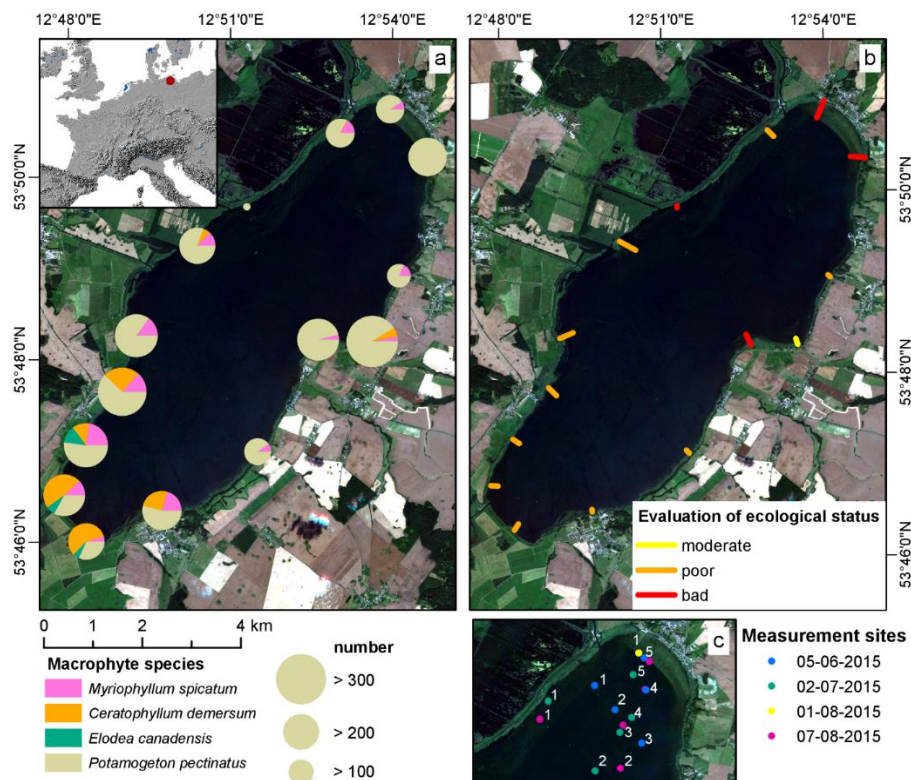 12°48'0"E 12°51'0"E 12°54'0"E 12°48'0"E 12°51'0"E 12°54'0"E
a
b
53°50'0"N
53°48'0"N
53°46'0"N
53°50'0"N
53°48'0"N
53°46'0"N
Evaluation of ecological status
moderate
poor
bad
0 1 2 4 km
Macrophyte species
Myriophyllum spicatum
Ceratophyllum demersum
Elodea canadensis
Potamogeton pectinatus
number
> 300
> 200
> 100
c
1
5
5
1
4
1
2
4
1
3
3
2
2
Measurement sites
05-06-2015
02-07-2015
01-08-2015
07-08-2015